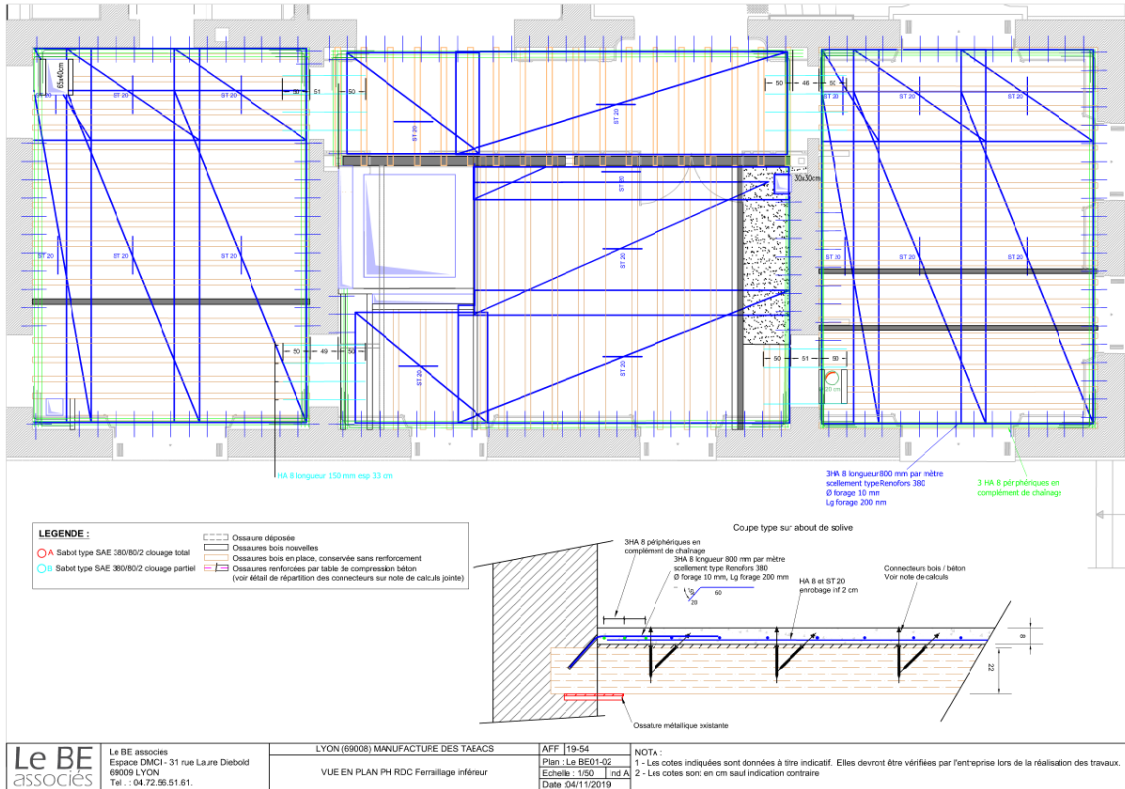 65x40cm
ST 20
ST 20
ST 20
50
51
50
ST 20
ST 20
50
46
50
ST 20
ST 20
ST 20
ST 20
30x30cm
ST 20
ST 20
ST 20
ST 20
ST 20
ST 20
ST 20
50
49
50
ST 20
ST 20
50
51
50
HA 8 longueur 150 mm esp 33 cm
3HA 8 longueur 800 mm par mètre
scellement type Renofors 380
Ø forage 10 mm
Lg forage 200 mm
3 HA 8 périphériques en
complément de chaînage
LEGENDE :
A Sabot type SAE 380/80/2 clouage total
B Sabot type SAE 380/80/2 clouage partiel
Ossaure déposée
Ossaures bois nouvelles
Ossaures bois en place, conservée sans renforcement
Ossatures renforcées par table de compression béton
(voir détail de répartition des connecteurs sur note de calculs jointe)
Coupe type sur about de solive
3HA 8 périphériques en
complément de chaînage
3HA 8 longueur 800 mm par mètre
scellement type Renofors 380
Ø forage 10 mm, Lg forage 200 mm
60
20
HA 8 et ST 20
enrobage inf 2 cm
Connecteurs bois / béton
Voir note de calculs
8
22
Ossature métallique existante
Le BE
associés
Le BE associes
Espace DMCI - 31 rue Laure Diebold
69009 LYON
Tel . : 04.72.56.51.61.
LYON (69008) MANUFACTURE DES TABACS
VUE EN PLAN PH RDC Ferraillage inféreur
AFF 19-54
Plan : Le BE01-02
Echelle : 1/50 Ind A
Date :04/11/2019
NOTA :
1 - Les cotes indiquées sont données à titre indicatif. Elles devront être vérifiées par l'entreprise lors de la réalisation des travaux.
2 - Les cotes sont en cm sauf indication contraire